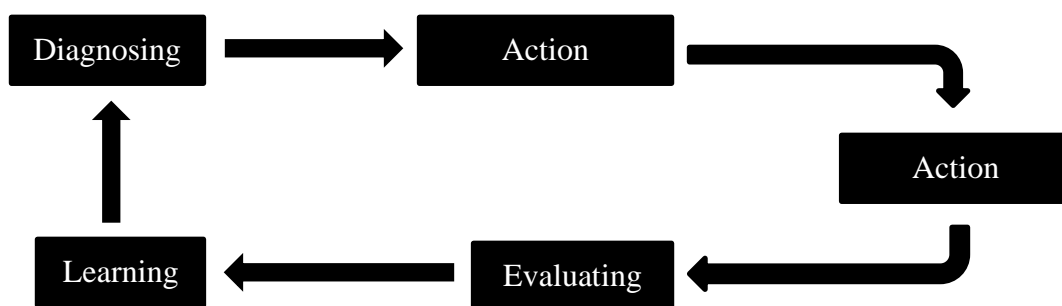 Diagnosing
Action
Action
Evaluating
Learning